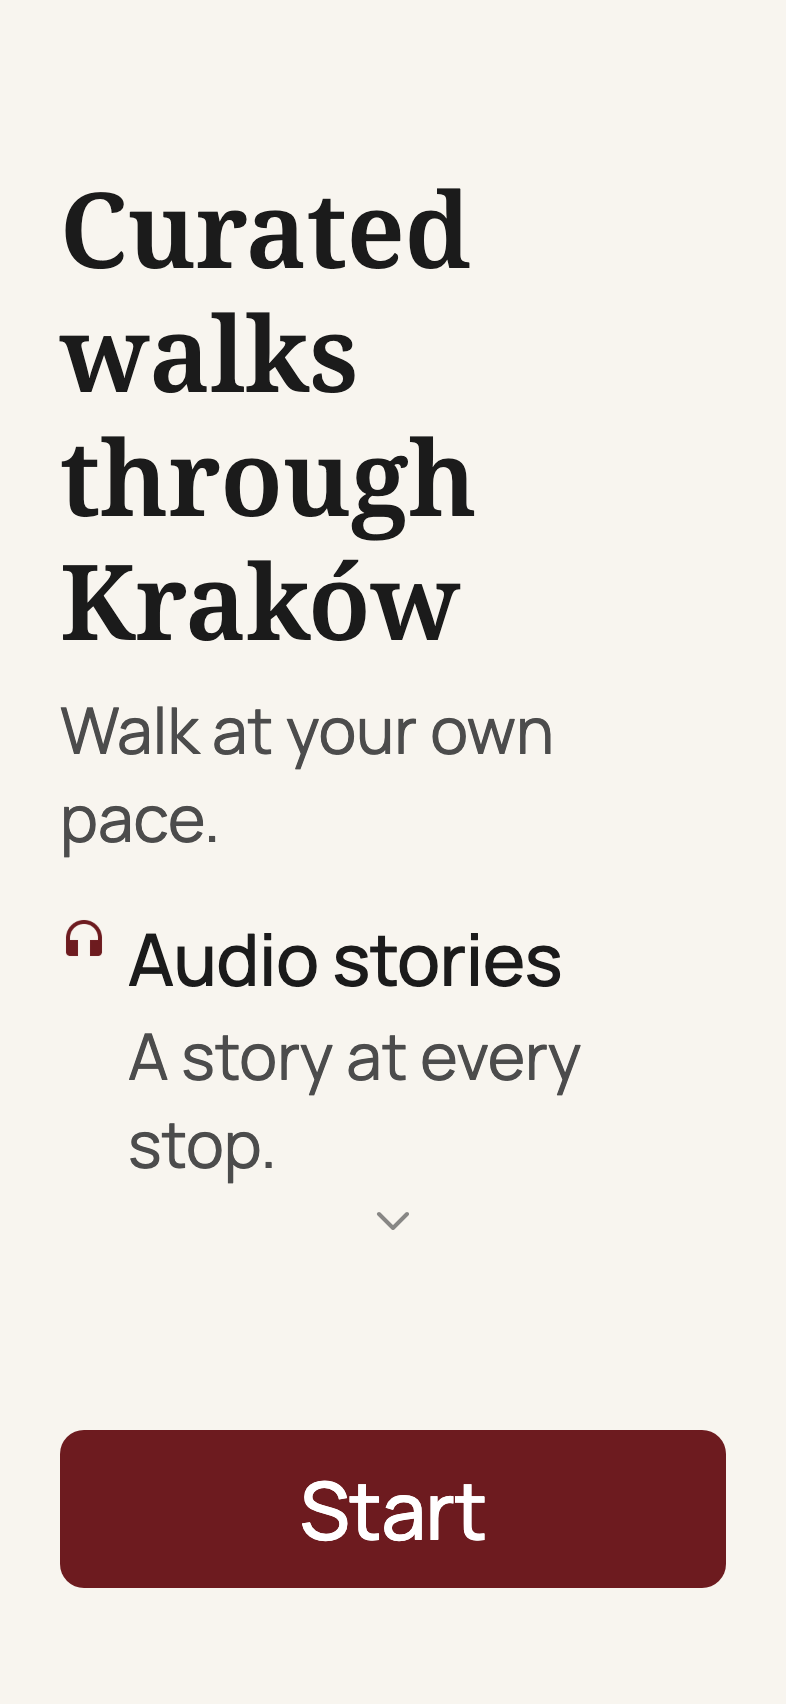 Curated
walks
through
Kraków
Walk at your own
pace.
Audio stories
A story at every
stop.
Start